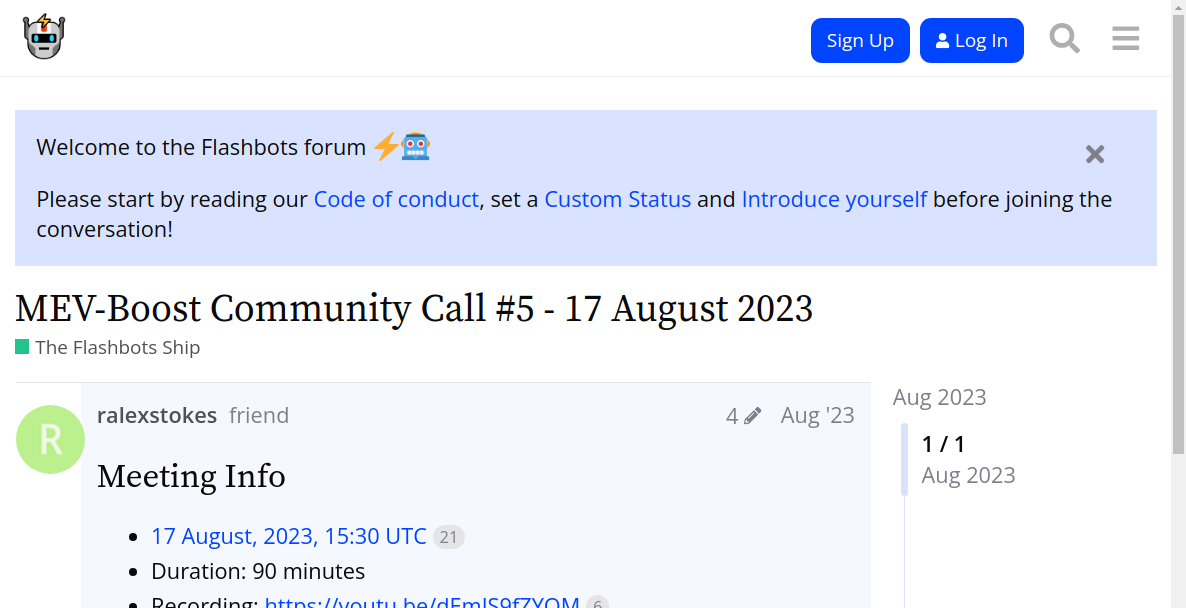 Sign Up
Log In
Welcome to the Flashbots forum
Please start by reading our Code of conduct, set a Custom Status and Introduce yourself before joining the
conversation!
MEV-Boost Community Call #5 - 17 August 2023
The Flashbots Ship
R
ralexstokes friend 4 Aug '23
Aug 2023
1 / 1
Aug 2023
Meeting Info
17 August, 2023, 15:30 UTC 21
Duration: 90 minutes
Recording: 6